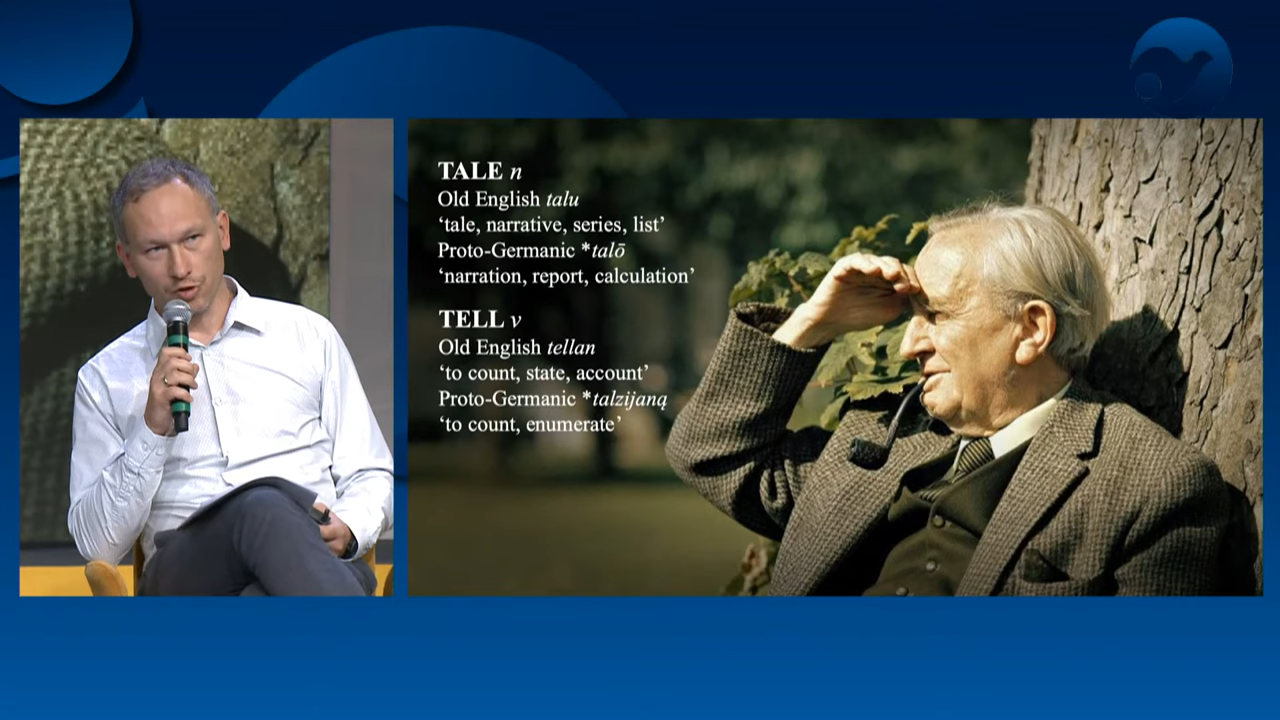 TALE n
Old English talu
‘tale, narrative, series, list’
Proto-Germanic *talō
‘narration, report, calculation’
TELL v
Old English tellan
‘to count, state, account’
Proto-Germanic *talzijaną
‘to count, enumerate’